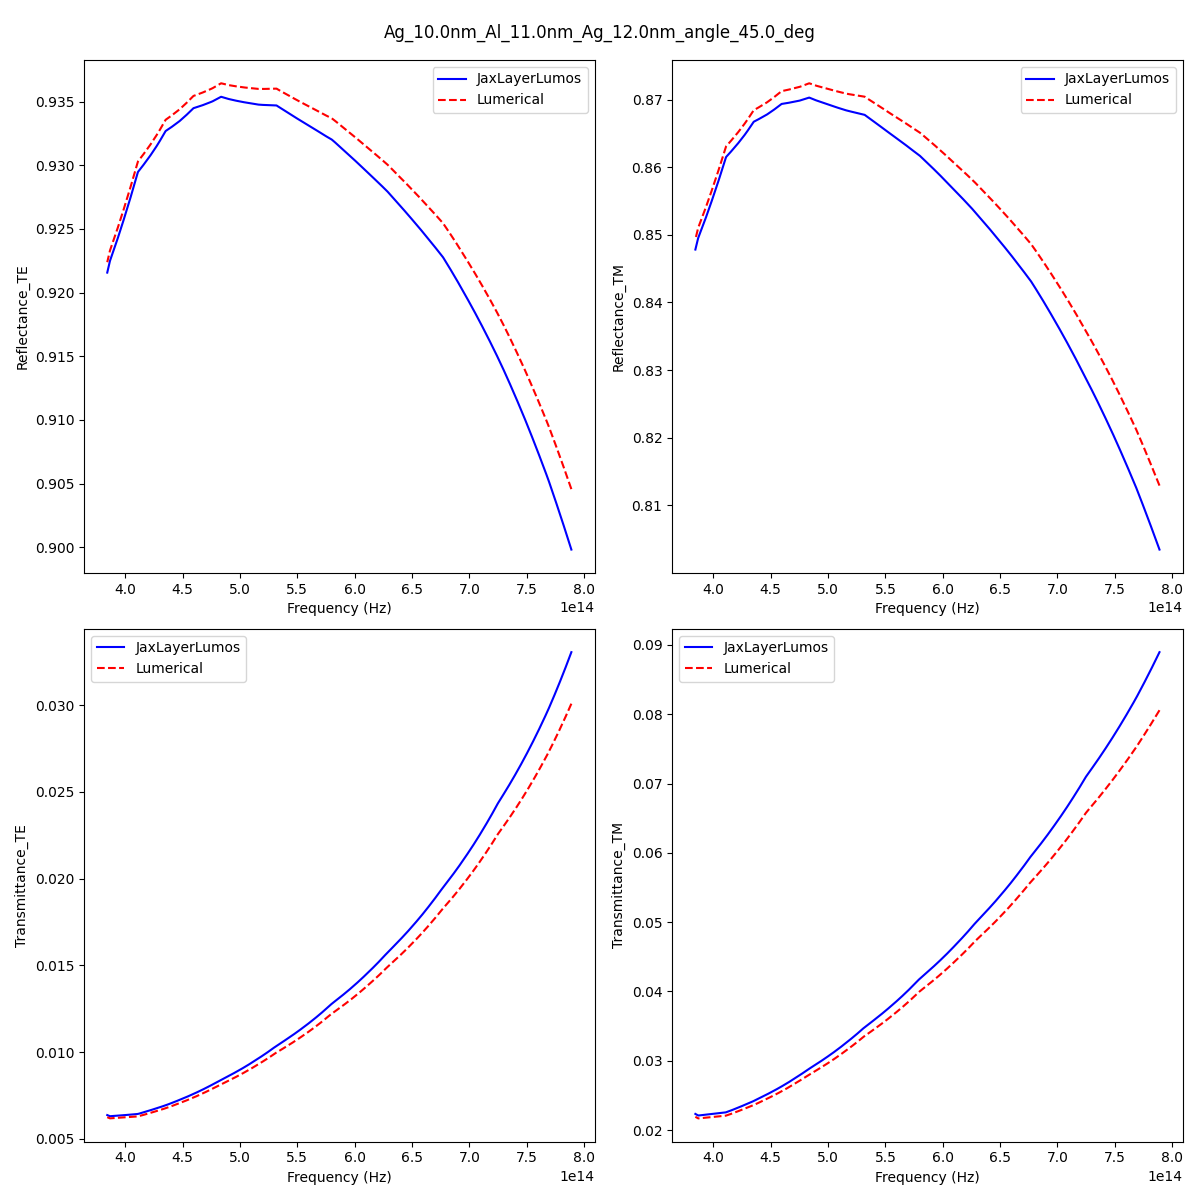 Ag_10.0nm_Al_11.0nm_Ag_12.0nm_angle_45.0_deg
JaxLayerLumos
Lumerical
Reflectance_TE
0.935
0.930
0.925
0.920
0.915
0.910
0.905
0.900
4.0 4.5 5.0 5.5 6.0 6.5 7.0 7.5 8.0
1e14
Frequency (Hz)
JaxLayerLumos
Lumerical
Reflectance_TM
0.87
0.86
0.85
0.84
0.83
0.82
0.81
4.0 4.5 5.0 5.5 6.0 6.5 7.0 7.5 8.0
1e14
Frequency (Hz)
JaxLayerLumos
Lumerical
Transmittance_TE
0.030
0.025
0.020
0.015
0.010
0.005
4.0 4.5 5.0 5.5 6.0 6.5 7.0 7.5 8.0
1e14
Frequency (Hz)
JaxLayerLumos
Lumerical
Transmittance_TM
0.09
0.08
0.07
0.06
0.05
0.04
0.03
0.02
4.0 4.5 5.0 5.5 6.0 6.5 7.0 7.5 8.0
1e14
Frequency (Hz)